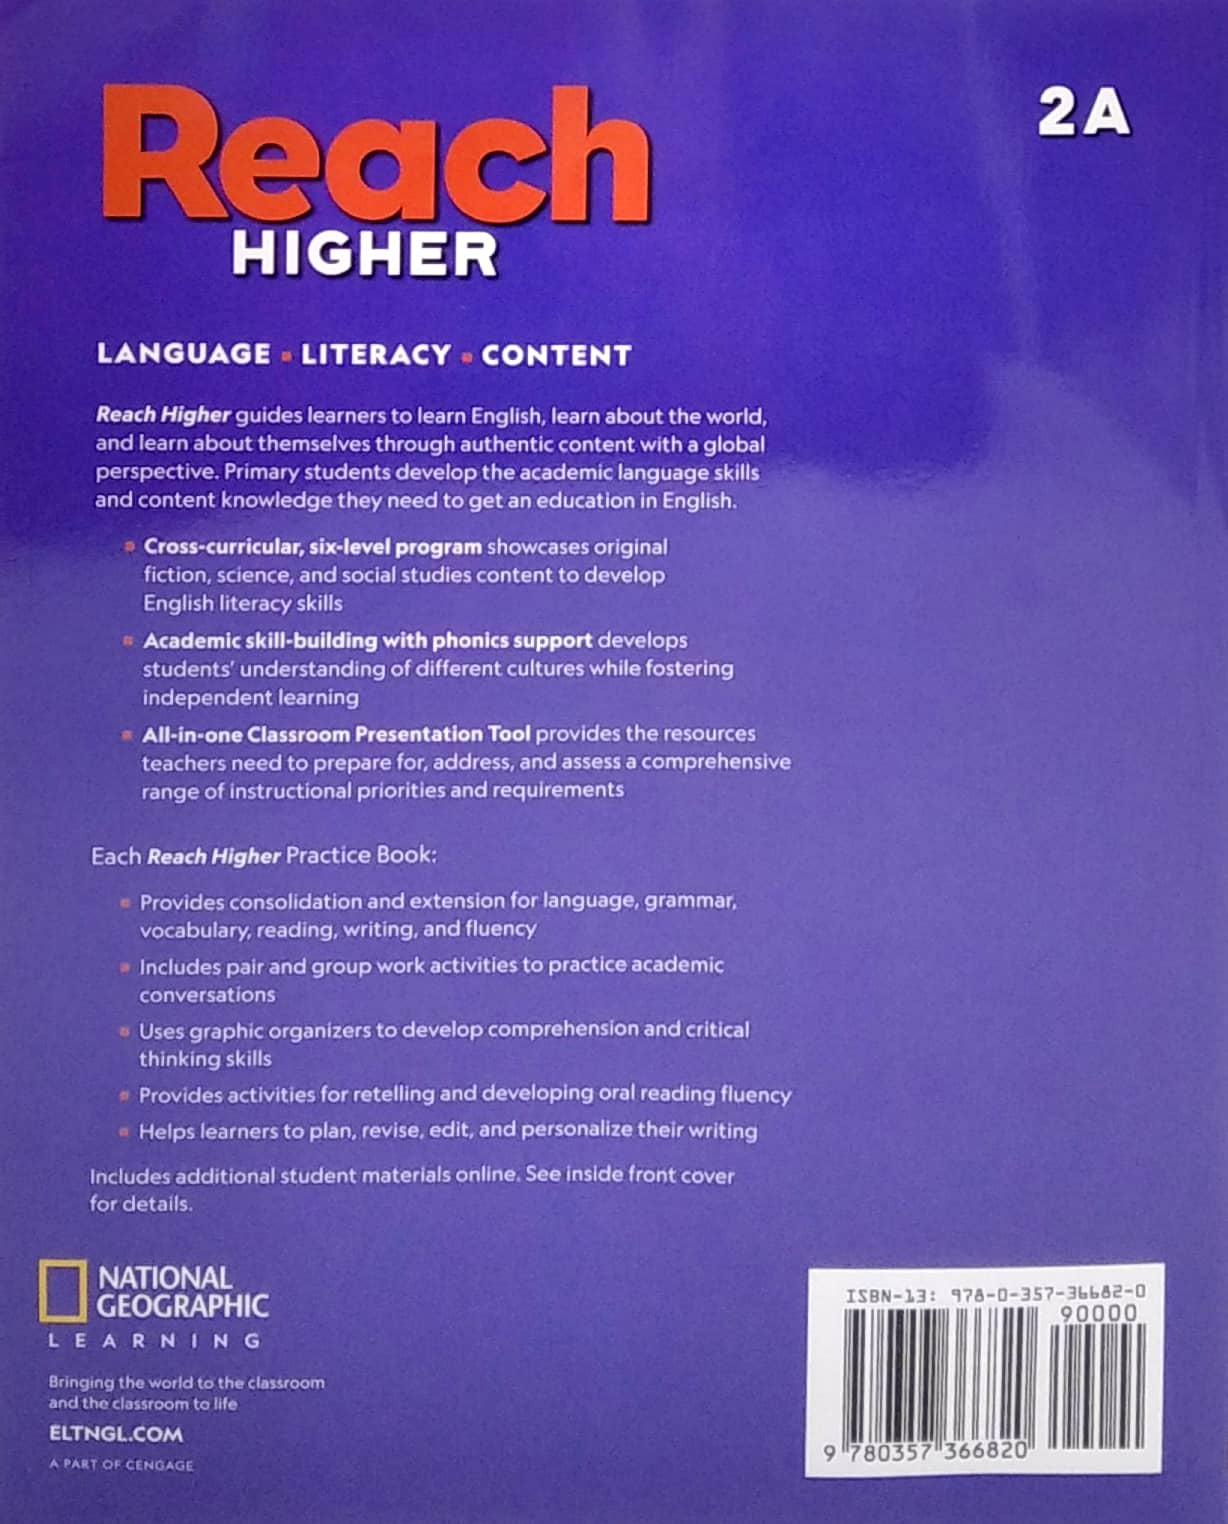 Reach
HIGHER
2A
LANGUAGE ▪ LITERACY ▪ CONTENT
Reach Higher guides learners to learn English, learn about the world,
and learn about themselves through authentic content with a global
perspective. Primary students develop the academic language skills
and content knowledge they need to get an education in English.
▪ Cross-curricular, six-level program showcases original
fiction, science, and social studies content to develop
English literacy skills
▪ Academic skill-building with phonics support develops
students' understanding of different cultures while fostering
independent learning
▪ All-in-one Classroom Presentation Tool provides the resources
teachers need to prepare for, address, and assess a comprehensive
range of instructional priorities and requirements
Each Reach Higher Practice Book:
▪ Provides consolidation and extension for language, grammar,
vocabulary, reading, writing, and fluency
▪ Includes pair and group work activities to practice academic
conversations
▪ Uses graphic organizers to develop comprehension and critical
thinking skills
▪ Provides activities for retelling and developing oral reading fluency
▪ Helps learners to plan, revise, edit, and personalize their writing
Includes additional student materials online. See inside front cover
for details.
NATIONAL
GEOGRAPHIC
LEARNING
Bringing the world to the classroom
and the classroom to life
ELTNGL.COM
A PART OF CENGAGE
ISBN-13: 978-0-357-36682-0
90000
9 780357 366820